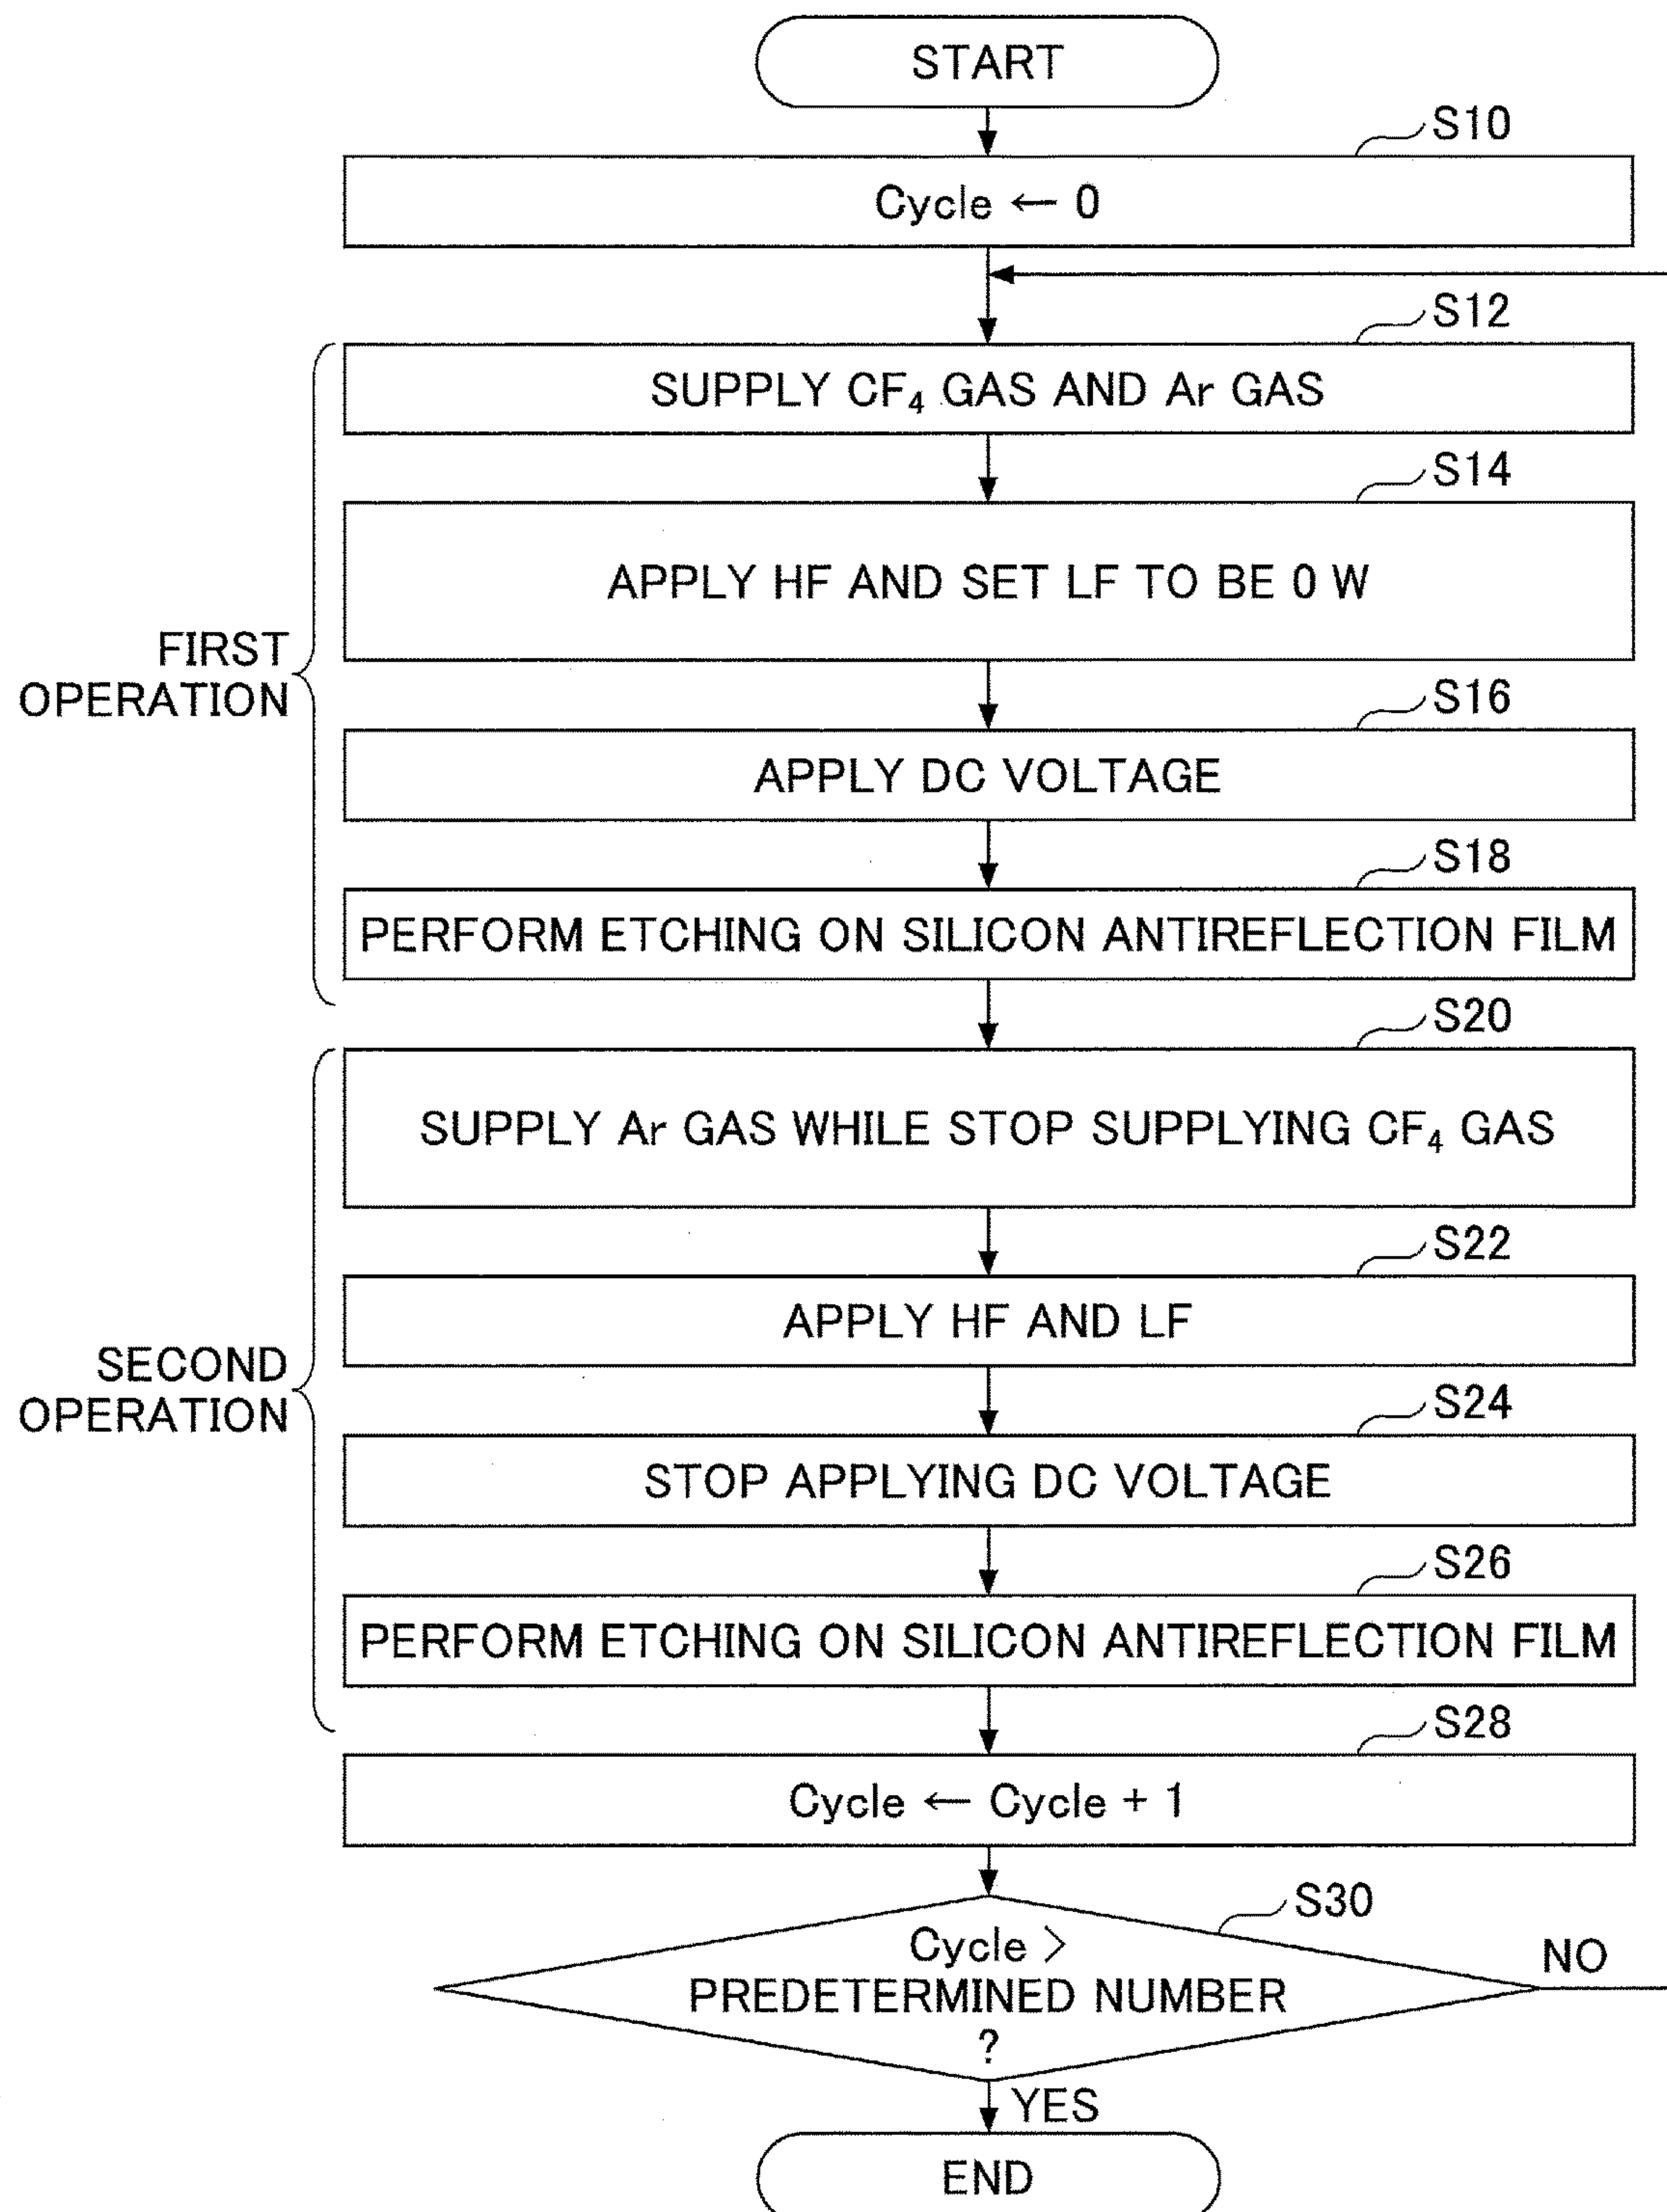 START
S10
Cycle ← 0
S12
SUPPLY CF₄ GAS AND Ar GAS
S14
APPLY HF AND SET LF TO BE 0 W
FIRST
OPERATION
S16
APPLY DC VOLTAGE
S18
PERFORM ETCHING ON SILICON ANTIREFLECTION FILM
S20
SUPPLY Ar GAS WHILE STOP SUPPLYING CF₄ GAS
S22
APPLY HF AND LF
SECOND
OPERATION
S24
STOP APPLYING DC VOLTAGE
S26
PERFORM ETCHING ON SILICON ANTIREFLECTION FILM
S28
Cycle ← Cycle + 1
S30
Cycle >
PREDETERMINED NUMBER
?
NO
YES
END